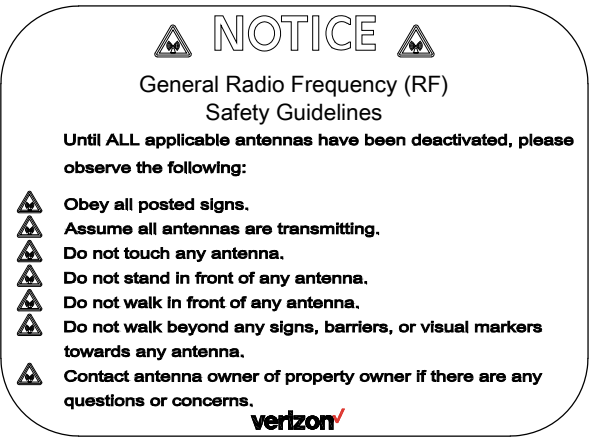 NOTICE
General Radio Frequency (RF)
Safety Guidelines
Until ALL applicable antennas have been deactivated, please
observe the following:
Obey all posted signs.
Assume all antennas are transmitting.
Do not touch any antenna.
Do not stand in front of any antenna.
Do not walk in front of any antenna.
Do not walk beyond any signs, barriers, or visual markers
towards any antenna.
Contact antenna owner of property owner if there are any
questions or concerns.
verizon